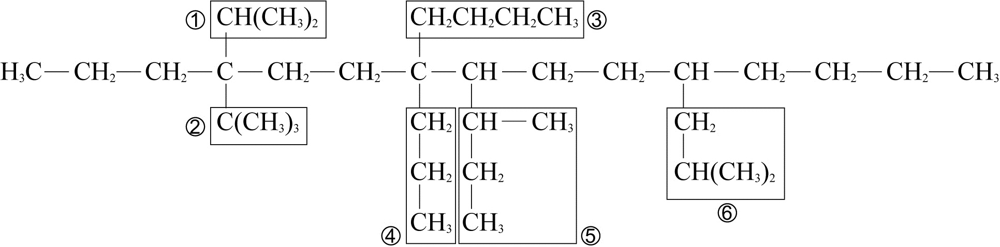 ① CH(CH₃)₂ CH₂CH₂CH₂CH₃ ③
H₃C—CH₂—CH₂—C—CH₂—CH₂—C—CH—CH₂—CH₂—CH—CH₂—CH₂—CH₂—CH₃
② C(CH₃)₃ CH₂ CH—CH₃ CH₂
CH₂ CH₂ CH(CH₃)₂
⑥
④ CH₃ CH₃ ⑤